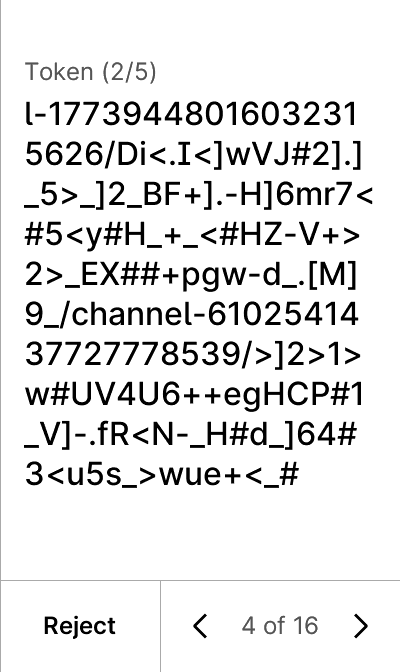 Token (2/5)
l-1773944801603231
5626/Di<.I<]wVJ#2].]
_5>_]2_BF+].-H]6mr7<
#5<y#H_+_<#HZ-V+>
2>_EX##+pgw-d_.[M]
9_/channel-61025414
37727778539/>]2>1>
w#UV4U6++egHCP#1
_V]-.fR<N-_H#d_]64#
3<u5s_>wue+<_#
Reject
4 of 16